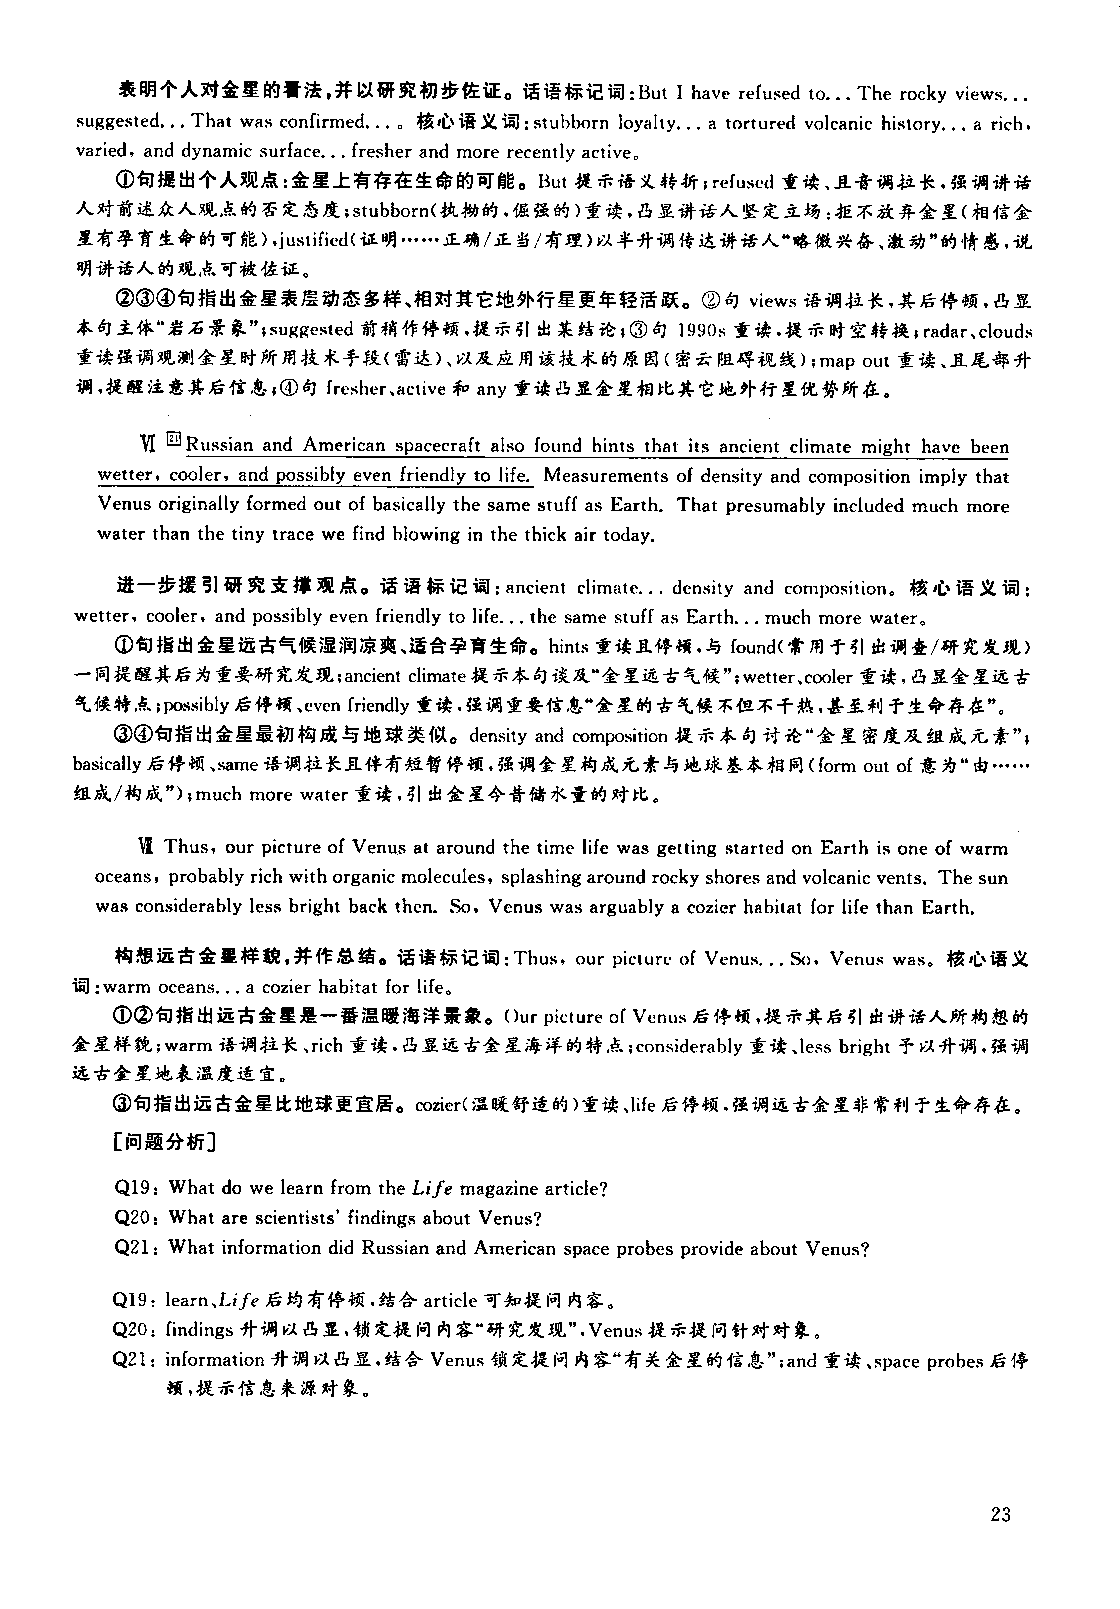 表明个人对金星的看法,并以研究初步佐证。话语标记词:But I have refused to... The rocky views...
suggested... That was confirmed...。核心语义词:stubborn loyalty... a tortured volcanic history... a rich,
varied, and dynamic surface... fresher and more recently active。
①句提出个人观点:金星上有存在生命的可能。But 提示语义转折;refused 重读、且音调拉长,强调讲话
人对前述众人观点的否定态度;stubborn(执拗的,倔强的)重读,凸显讲话人坚定立场:拒不放弃金星(相信金
星有孕育生命的可能),justified(证明……正确/正当/有理)以半升调传达讲话人“略微兴奋、激动”的情感,说
明讲话人的观点可被佐证。
②③④句指出金星表层动态多样、相对其它地外行星更年轻活跃。②句 views 语调拉长,其后停顿,凸显
本句主体“岩石景象”;suggested 前稍作停顿,提示引出某结论;③句 1990s 重读,提示时空转换;radar、clouds
重读强调观测金星时所用技术手段(雷达)、以及应用该技术的原因(密云阻碍视线);map out 重读、且尾部升
调,提醒注意其后信息;④句 fresher、active 和 any 重读凸显金星相比其它地外行星优势所在。
Ⅵ [21] Russian and American spacecraft also found hints that its ancient climate might have been
wetter, cooler, and possibly even friendly to life. Measurements of density and composition imply that
Venus originally formed out of basically the same stuff as Earth. That presumably included much more
water than the tiny trace we find blowing in the thick air today.
进一步援引研究支撑观点。话语标记词:ancient climate... density and composition。核心语义词:
wetter, cooler, and possibly even friendly to life... the same stuff as Earth... much more water。
①句指出金星远古气候湿润凉爽、适合孕育生命。hints 重读且停顿,与 found(常用于引出调查/研究发现)
一同提醒其后为重要研究发现;ancient climate 提示本句谈及“金星远古气候”;wetter、cooler 重读,凸显金星远古
气候特点;possibly 后停顿、even friendly 重读,强调重要信息“金星的古气候不但不干热,甚至利于生命存在”。
③④句指出金星最初构成与地球类似。density and composition 提示本句讨论“金星密度及组成元素”;
basically 后停顿、same 语调拉长且伴有短暂停顿,强调金星构成元素与地球基本相同(form out of 意为“由……
组成/构成”);much more water 重读,引出金星今昔储水量的对比。
Ⅶ Thus, our picture of Venus at around the time life was getting started on Earth is one of warm
oceans, probably rich with organic molecules, splashing around rocky shores and volcanic vents. The sun
was considerably less bright back then. So, Venus was arguably a cozier habitat for life than Earth.
构想远古金星样貌,并作总结。话语标记词:Thus, our picture of Venus... So, Venus was。核心语义
词:warm oceans... a cozier habitat for life。
①②句指出远古金星是一番温暖海洋景象。Our picture of Venus 后停顿,提示其后引出讲话人所构想的
金星样貌;warm 语调拉长、rich 重读,凸显远古金星海洋的特点;considerably 重读、less bright 予以升调,强调
远古金星地表温度适宜。
③句指出远古金星比地球更宜居。cozier(温暖舒适的)重读、life 后停顿,强调远古金星非常利于生命存在。
[问题分析]
Q19: What do we learn from the Life magazine article?
Q20: What are scientists' findings about Venus?
Q21: What information did Russian and American space probes provide about Venus?
Q19: learn、Life 后均有停顿,结合 article 可知提问内容。
Q20: findings 升调以凸显,锁定提问内容“研究发现”,Venus 提示提问针对对象。
Q21: information 升调以凸显,结合 Venus 锁定提问内容“有关金星的信息”;and 重读、space probes 后停
顿,提示信息来源对象。
23